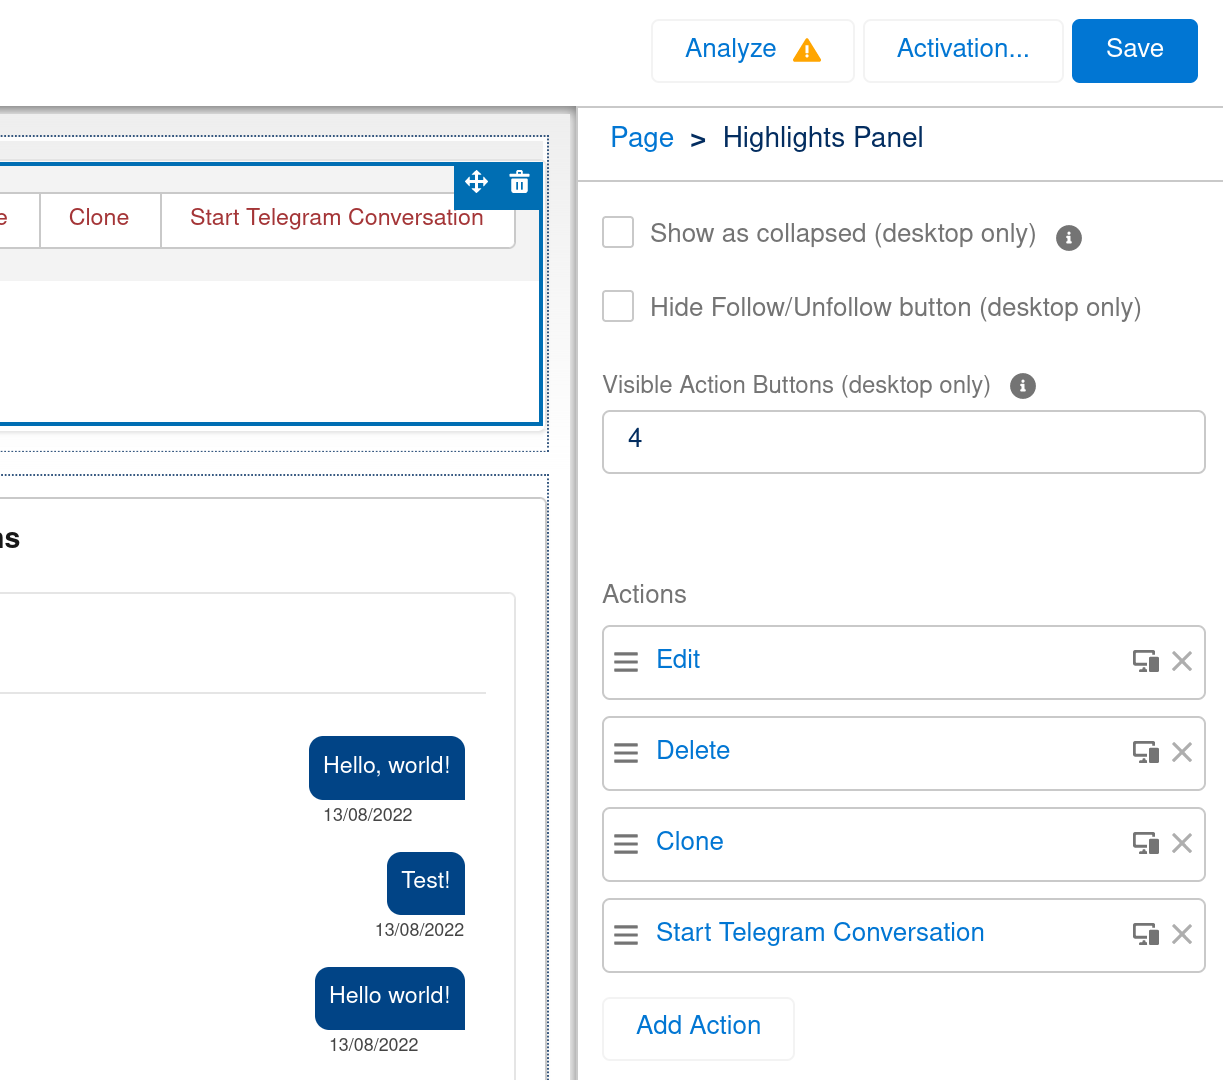 Analyze
Activation...
Save
Page > Highlights Panel
e
Clone
Start Telegram Conversation
Show as collapsed (desktop only)
Hide Follow/Unfollow button (desktop only)
Visible Action Buttons (desktop only)
4
Actions
Edit
Delete
Clone
Start Telegram Conversation
Add Action
ns
Hello, world!
13/08/2022
Test!
13/08/2022
Hello world!
13/08/2022